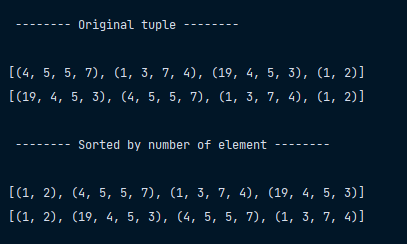 -------- Original tuple --------
[(4, 5, 5, 7), (1, 3, 7, 4), (19, 4, 5, 3), (1, 2)]
[(19, 4, 5, 3), (4, 5, 5, 7), (1, 3, 7, 4), (1, 2)]
-------- Sorted by number of element --------
[(1, 2), (4, 5, 5, 7), (1, 3, 7, 4), (19, 4, 5, 3)]
[(1, 2), (19, 4, 5, 3), (4, 5, 5, 7), (1, 3, 7, 4)]